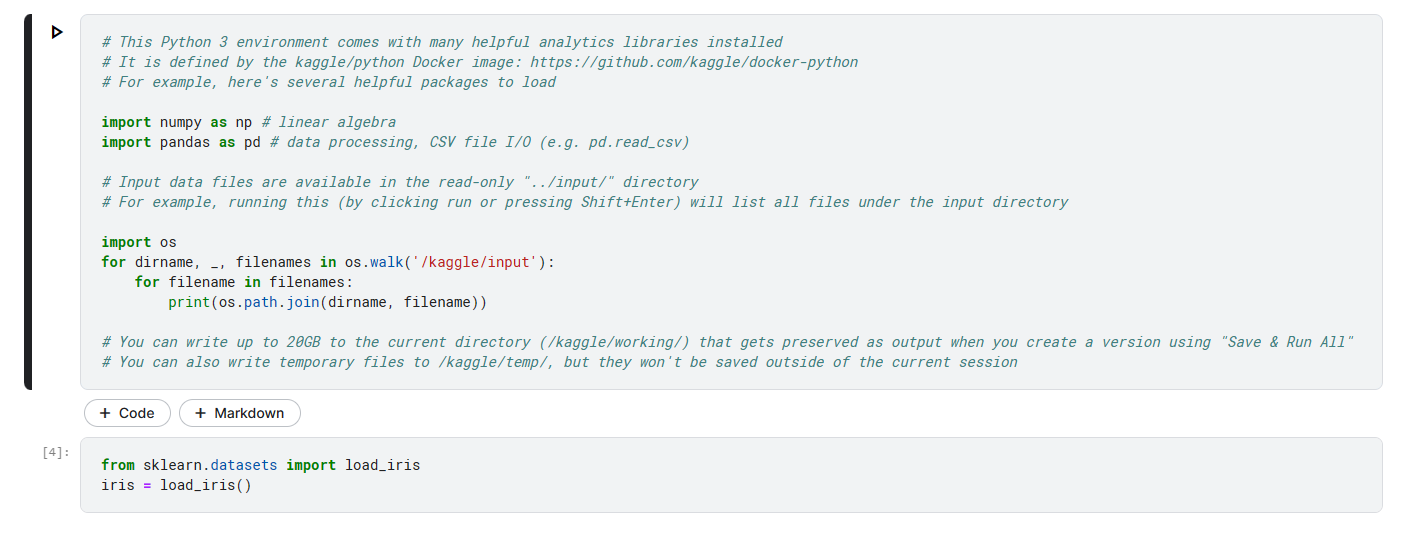 # This Python 3 environment comes with many helpful analytics libraries installed
# It is defined by the kaggle/python Docker image: https://github.com/kaggle/docker-python
# For example, here's several helpful packages to load
import numpy as np # linear algebra
import pandas as pd # data processing, CSV file I/O (e.g. pd.read_csv)
# Input data files are available in the read-only "../input/" directory
# For example, running this (by clicking run or pressing Shift+Enter) will list all files under the input directory
import os
for dirname, _, filenames in os.walk('/kaggle/input'):
    for filename in filenames:
        print(os.path.join(dirname, filename))
# You can write up to 20GB to the current directory (/kaggle/working/) that gets preserved as output when you create a version using "Save & Run All"
# You can also write temporary files to /kaggle/temp/, but they won't be saved outside of the current session
+ Code + Markdown
[4]:
from sklearn.datasets import load_iris
iris = load_iris()